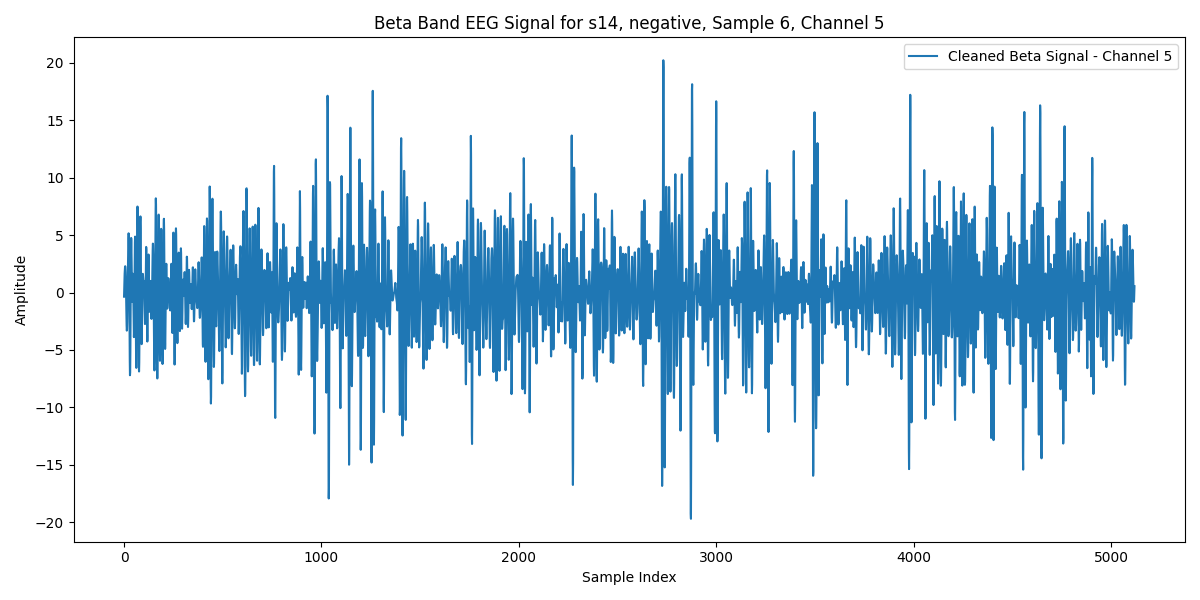 Beta Band EEG Signal for s14, negative, Sample 6, Channel 5
Cleaned Beta Signal - Channel 5
Amplitude
20
15
10
5
0
−5
−10
−15
−20
0 1000 2000 3000 4000 5000
Sample Index